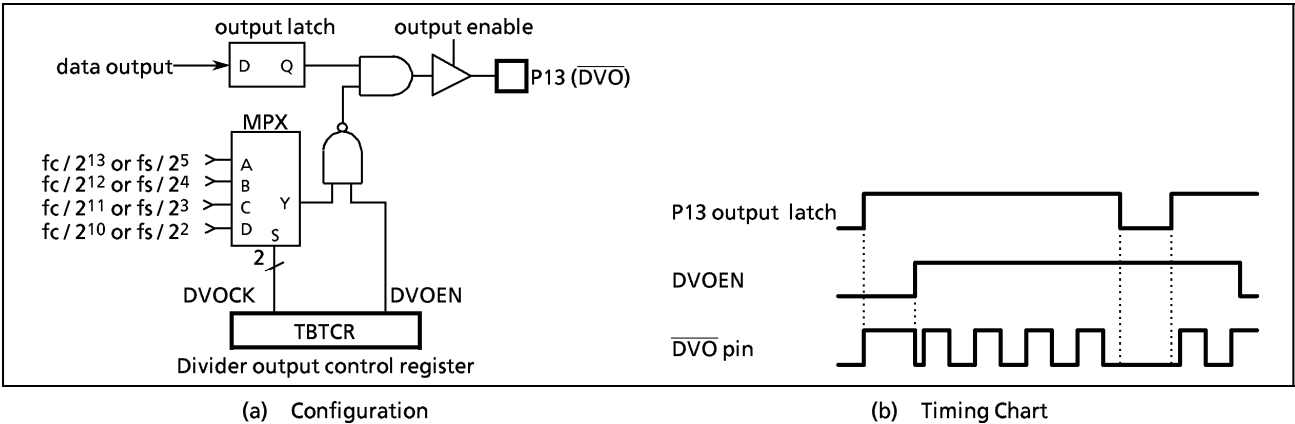 output latch
output enable
data output
D Q
P13 (DVO)
MPX
fc / 2¹³ or fs / 2⁵
A
fc / 2¹² or fs / 2⁴
B
fc / 2¹¹ or fs / 2³
C
Y
fc / 2¹⁰ or fs / 2²
D
S
2
DVOCK
DVOEN
TBTCR
Divider output control register
P13 output latch
DVOEN
DVO pin
(a) Configuration
(b) Timing Chart